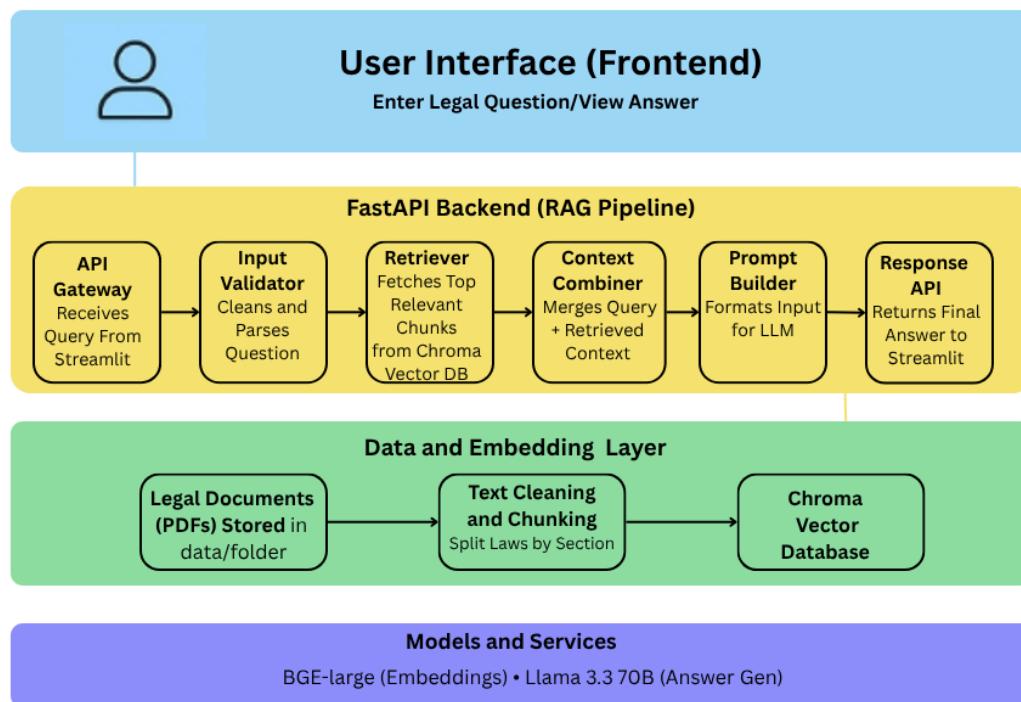 User Interface (Frontend)
Enter Legal Question/View Answer
FastAPI Backend (RAG Pipeline)
API
Gateway
Receives
Query From
Streamlit
Input
Validator
Cleans and
Parses
Question
Retriever
Fetches Top
Relevant
Chunks
from Chroma
Vector DB
Context
Combiner
Merges Query
+ Retrieved
Context
Prompt
Builder
Formats Input
for LLM
Response
API
Returns Final
Answer to
Streamlit
Data and Embedding Layer
Legal Documents
(PDFs) Stored in
data/folder
Text Cleaning
and Chunking
Split Laws by Section
Chroma
Vector
Database
Models and Services
BGE-large (Embeddings) • Llama 3.3 70B (Answer Gen)